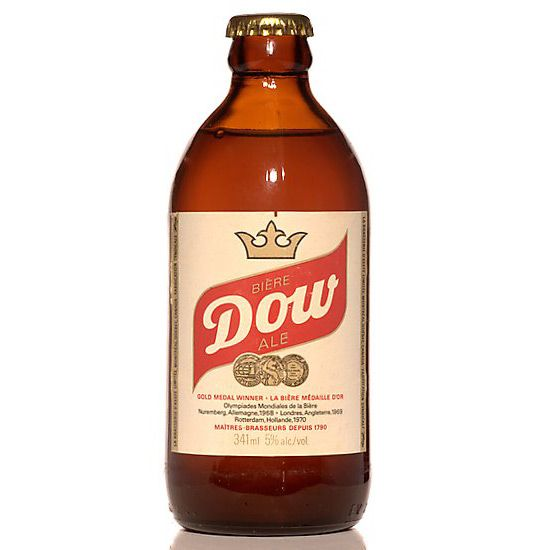 BIÈRE
Dow
ALE
GOLD MEDAL WINNER - LA BIÈRE MÉDAILLE D'OR
Olympiades Mondiales de la Bière
Nuremberg, Allemagne, 1968 - Londres, Angleterre, 1969
Rotterdam, Hollande, 1970
MAÎTRES-BRASSEURS DEPUIS 1790
341ml 5% alc/vol.